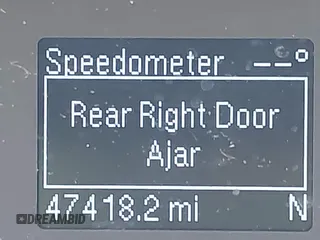 Speedometer --°
Rear Right Door
Ajar
47418.2 mi N
DREAMBID